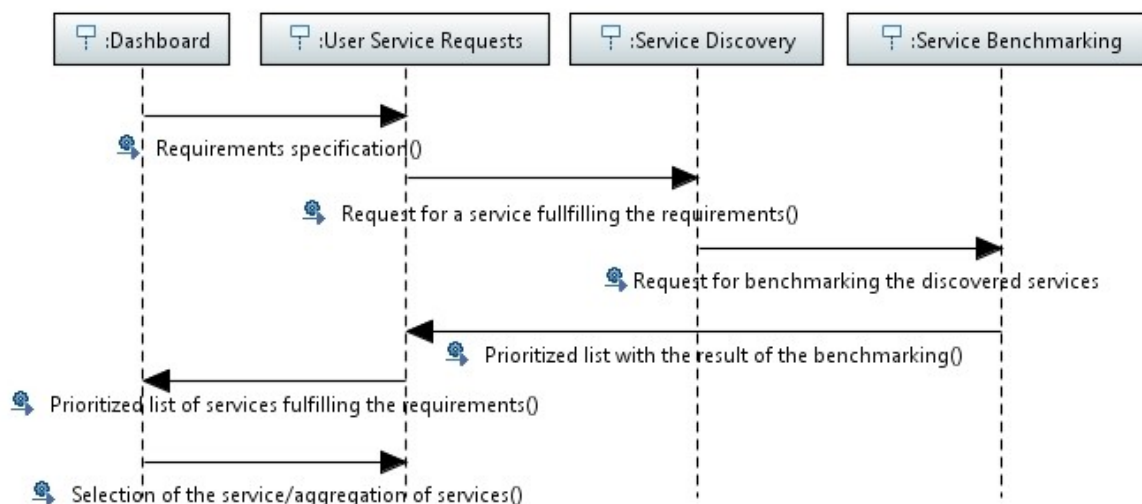 :Dashboard
:User Service Requests
:Service Discovery
:Service Benchmarking
Requirements specification()
Request for a service fullfilling the requirements()
Request for benchmarking the discovered services
Prioritized list with the result of the benchmarking()
Prioritized list of services fulfilling the requirements()
Selection of the service/aggregation of services()